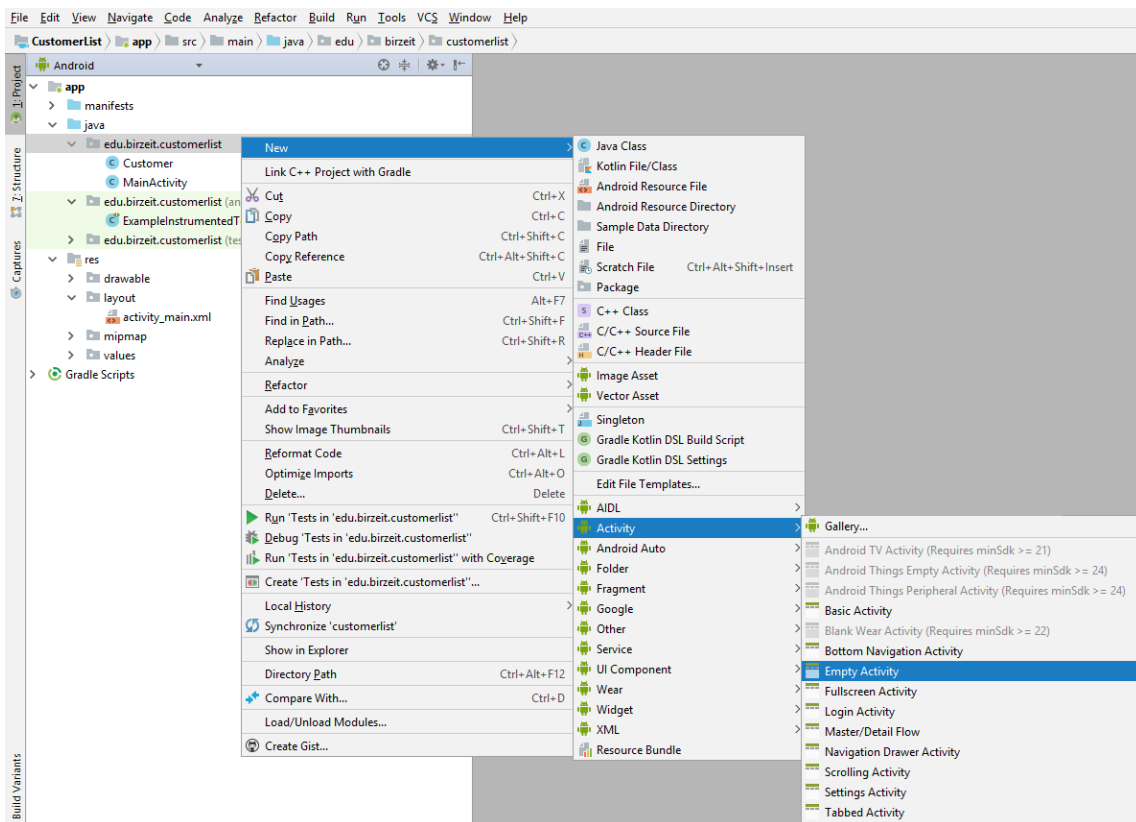 File Edit View Navigate Code Analyze Refactor Build Run Tools VCS Window Help
CustomerList app src main java edu birzeit customerlist
1: Project
Z: Structure
Captures
Build Variants
Android
app
manifests
java
edu.birzeit.customerlist
Customer
MainActivity
edu.birzeit.customerlist (an
ExampleInstrumentedT
edu.birzeit.customerlist (tes
res
drawable
layout
activity_main.xml
mipmap
values
Gradle Scripts
New
Link C++ Project with Gradle
Cut Ctrl+X
Copy Ctrl+C
Copy Path Ctrl+Shift+C
Copy Reference Ctrl+Alt+Shift+C
Paste Ctrl+V
Find Usages Alt+F7
Find in Path... Ctrl+Shift+F
Replace in Path... Ctrl+Shift+R
Analyze
Refactor
Add to Favorites
Show Image Thumbnails Ctrl+Shift+T
Reformat Code Ctrl+Alt+L
Optimize Imports Ctrl+Alt+O
Delete... Delete
Run 'Tests in 'edu.birzeit.customerlist'' Ctrl+Shift+F10
Debug 'Tests in 'edu.birzeit.customerlist''
Run 'Tests in 'edu.birzeit.customerlist'' with Coverage
Create 'Tests in 'edu.birzeit.customerlist''...
Local History
Synchronize 'customerlist'
Show in Explorer
Directory Path Ctrl+Alt+F12
Compare With... Ctrl+D
Load/Unload Modules...
Create Gist...
Java Class
Kotlin File/Class
Android Resource File
Android Resource Directory
Sample Data Directory
File
Scratch File Ctrl+Alt+Shift+Insert
Package
C++ Class
C/C++ Source File
C/C++ Header File
Image Asset
Vector Asset
Singleton
Gradle Kotlin DSL Build Script
Gradle Kotlin DSL Settings
Edit File Templates...
AIDL
Activity
Android Auto
Folder
Fragment
Google
Other
Service
UI Component
Wear
Widget
XML
Resource Bundle
Gallery...
Android TV Activity (Requires minSdk >= 21)
Android Things Empty Activity (Requires minSdk >= 24)
Android Things Peripheral Activity (Requires minSdk >= 24)
Basic Activity
Blank Wear Activity (Requires minSdk >= 22)
Bottom Navigation Activity
Empty Activity
Fullscreen Activity
Login Activity
Master/Detail Flow
Navigation Drawer Activity
Scrolling Activity
Settings Activity
Tabbed Activity